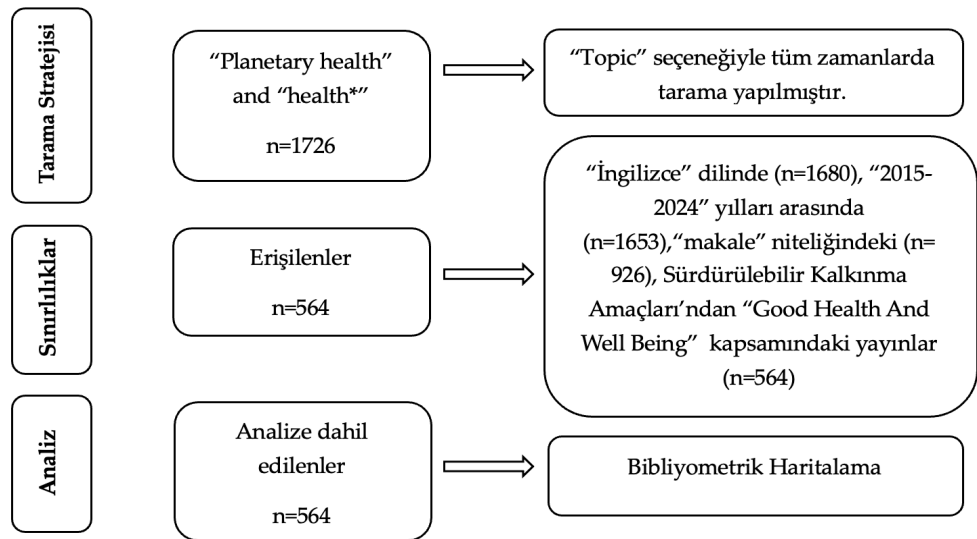 Tarama Stratejisi
“Planetary health”
and “health*”
n=1726
“Topic” seçeneğiyle tüm zamanlarda
tarama yapılmıştır.
Sınırlılıklar
Erişilenler
n=564
“İngilizce” dilinde (n=1680), “2015-
2024” yılları arasında
(n=1653),“makale” niteliğindeki (n=
926), Sürdürülebilir Kalkınma
Amaçları’ndan “Good Health And
Well Being” kapsamındaki yayınlar
(n=564)
Analiz
Analize dahil
edilenler
n=564
Bibliyometrik Haritalama